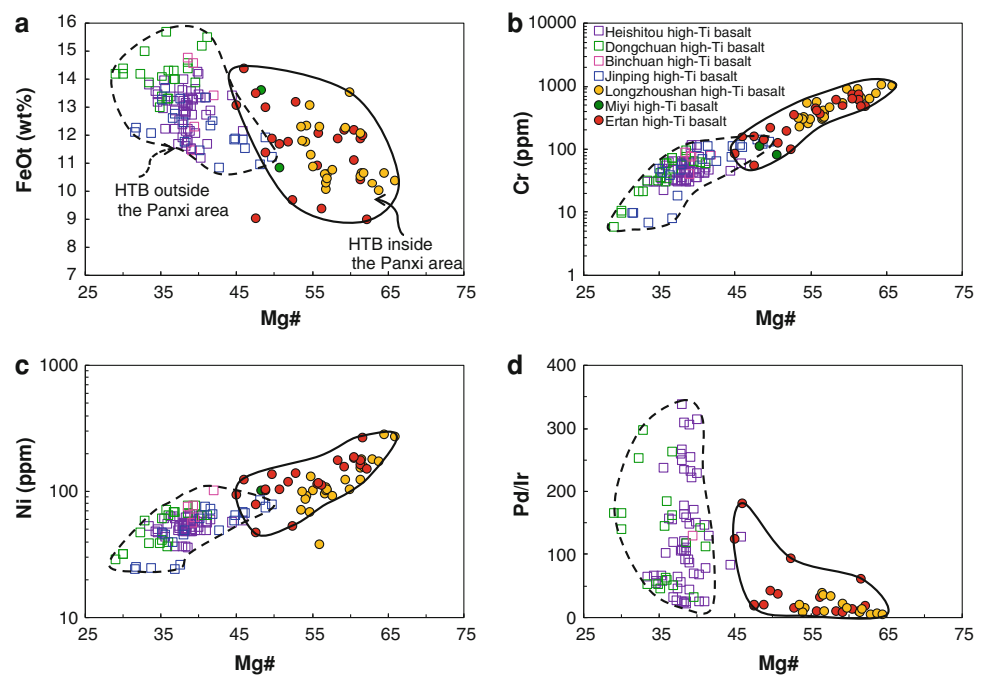 a
16
15
14
13
12
11
10
9
8
7
FeOt (wt%)
HTB outside
the Panxi area
HTB inside
the Panxi area
25
35
45
55
65
75
Mg#
b
10000
1000
100
10
1
Cr (ppm)
Heishitou high-Ti basalt
Dongchuan high-Ti basalt
Binchuan high-Ti basalt
Jinping high-Ti basalt
Longzhoushan high-Ti basalt
Miyi high-Ti basalt
Ertan high-Ti basalt
25
35
45
55
65
75
Mg#
c
1000
100
10
Ni (ppm)
25
35
45
55
65
75
Mg#
d
400
300
200
100
0
Pd/Ir
25
35
45
55
65
75
Mg#